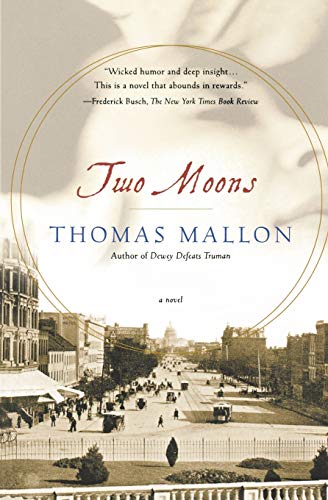 "Wicked humor and deep insight...
This is a novel that abounds in rewards."
—Frederick Busch, The New York Times Book Review
Two Moons
THOMAS MALLON
Author of Dewey Defeats Truman
a novel